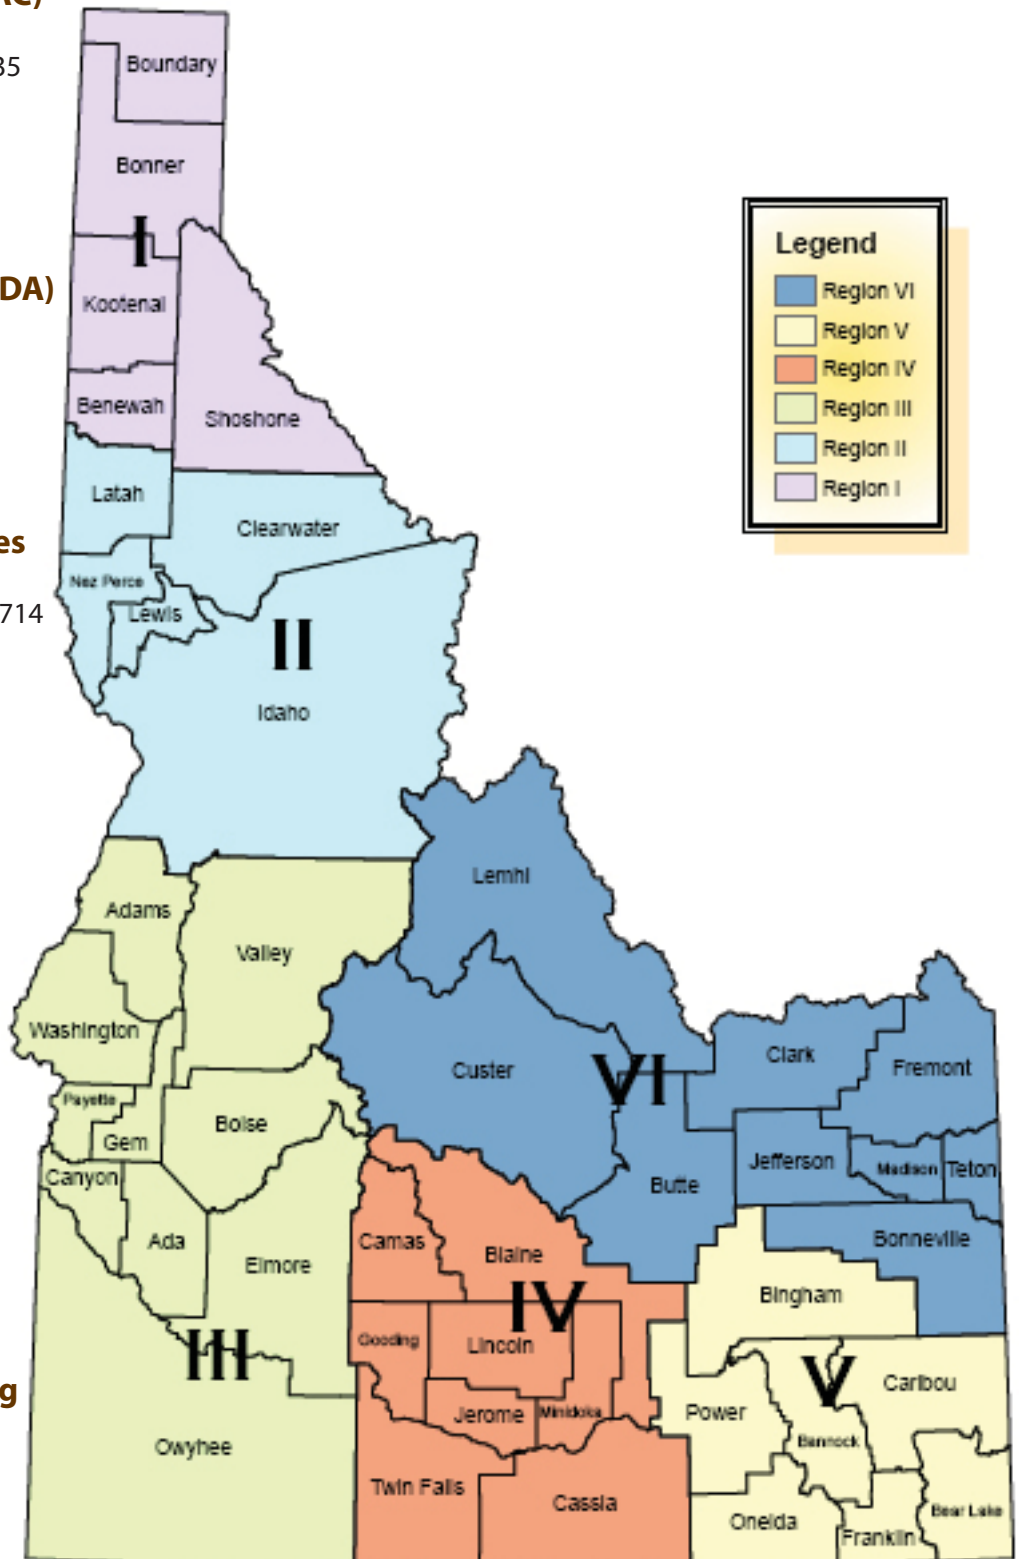 AC)
35
DA)
es
714
g
Boundary
Bonner
I
Kootenai
Benewah
Shoshone
Latah
Clearwater
Nez Perce
Lewis
II
Idaho
Lemhi
Adams
Valley
Washington
Custer
VI
Clark
Fremont
Payette
Gem
Boise
Canyon
Jefferson
Madison
Teton
Butte
Ada
Elmore
Camas
Blaine
Bonneville
IV
Bingham
III
Gooding
Lincoln
V
Caribou
Jerome
Minidoka
Power
Bannock
Owyhee
Twin Falls
Cassia
Oneida
Franklin
Bear Lake
Legend
Region VI
Region V
Region IV
Region III
Region II
Region I